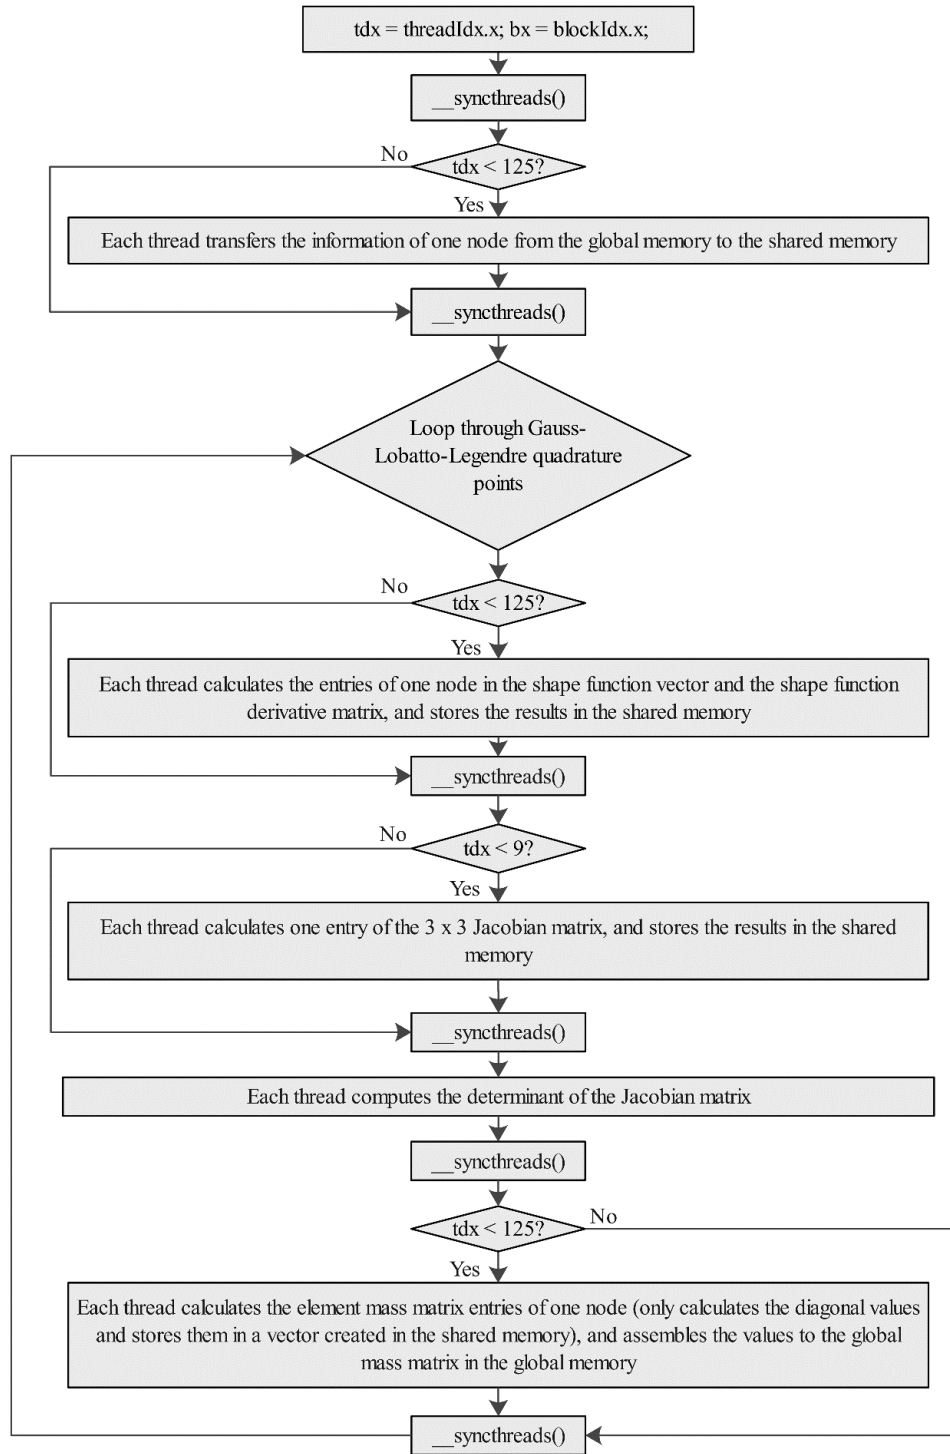 tdx = threadIdx.x; bx = blockIdx.x;
__syncthreads()
tdx < 125?
No
Yes
Each thread transfers the information of one node from the global memory to the shared memory
__syncthreads()
Loop through Gauss-
Lobatto-Legendre quadrature
points
No
tdx < 125?
Yes
Each thread calculates the entries of one node in the shape function vector and the shape function
derivative matrix, and stores the results in the shared memory
__syncthreads()
No
tdx < 9?
Yes
Each thread calculates one entry of the 3 x 3 Jacobian matrix, and stores the results in the shared
memory
__syncthreads()
Each thread computes the determinant of the Jacobian matrix
__syncthreads()
tdx < 125?
No
Yes
Each thread calculates the element mass matrix entries of one node (only calculates the diagonal values
and stores them in a vector created in the shared memory), and assembles the values to the global
mass matrix in the global memory
__syncthreads()